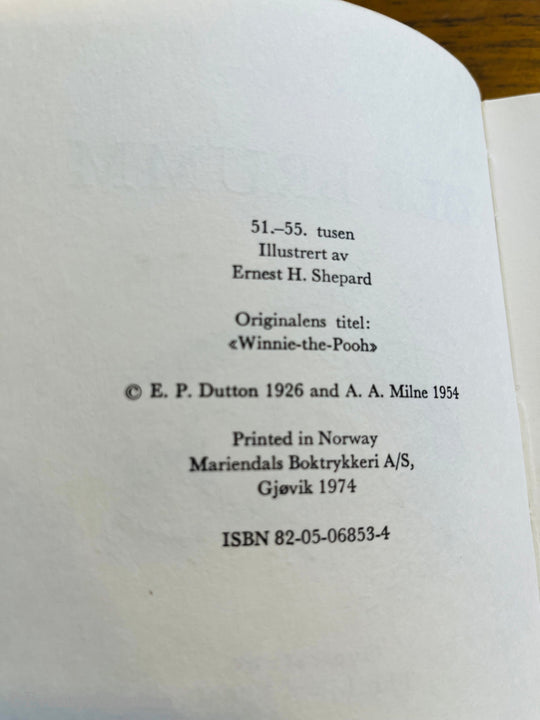 51.–55. tusen
Illustrert av
Ernest H. Shepard
Originalens titel:
«Winnie-the-Pooh»
© E. P. Dutton 1926 and A. A. Milne 1954
Printed in Norway
Mariendals Boktrykkeri A/S,
Gjøvik 1974
ISBN 82-05-06853-4